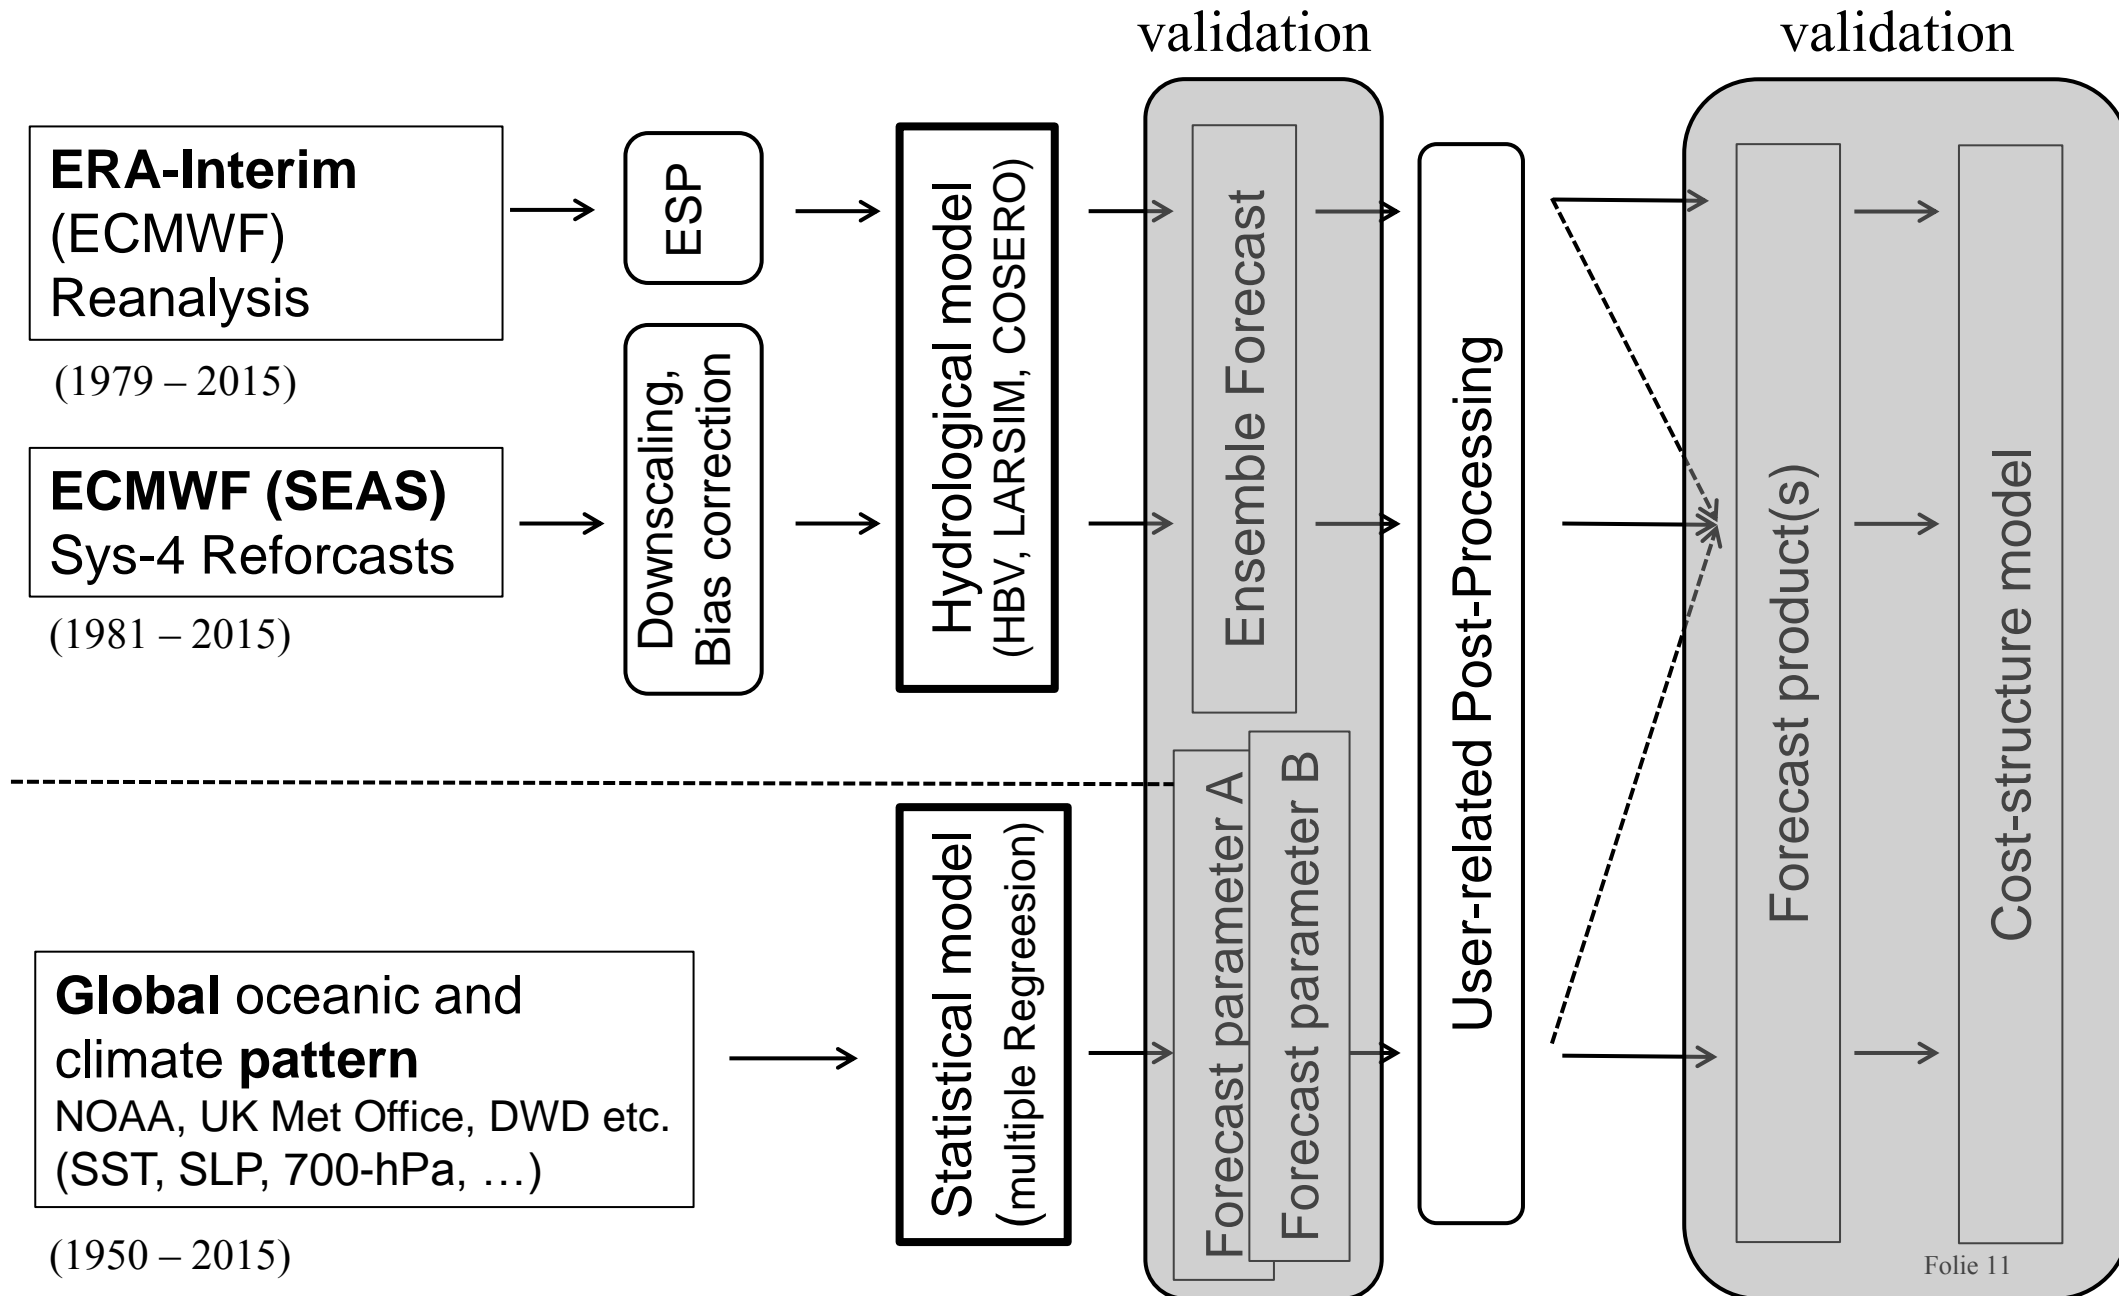 validation
validation
ERA-Interim
(ECMWF)
Reanalysis
(1979 – 2015)
ECMWF (SEAS)
Sys-4 Reforcasts
(1981 – 2015)
ESP
Downscaling,
Bias correction
Hydrological model
(HBV, LARSIM, COSERO)
Ensemble Forecast
Global oceanic and
climate pattern
NOAA, UK Met Office, DWD etc.
(SST, SLP, 700-hPa, …)
(1950 – 2015)
Statistical model
(multiple Regreesion)
Forecast parameter A
Forecast parameter B
User-related Post-Processing
Forecast product(s)
Cost-structure model
Folie 11